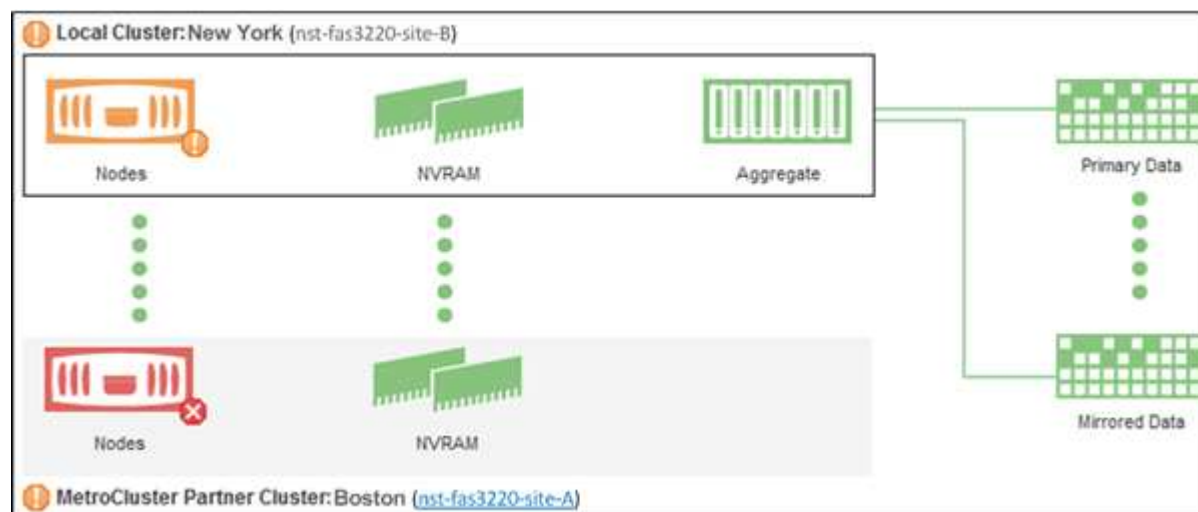 Local Cluster: New York (nst-fas3220-site-B)
Nodes
NVRAM
Aggregate
Primary Data
Nodes
NVRAM
Mirrored Data
MetroCluster Partner Cluster: Boston (nst-fas3220-site-A)